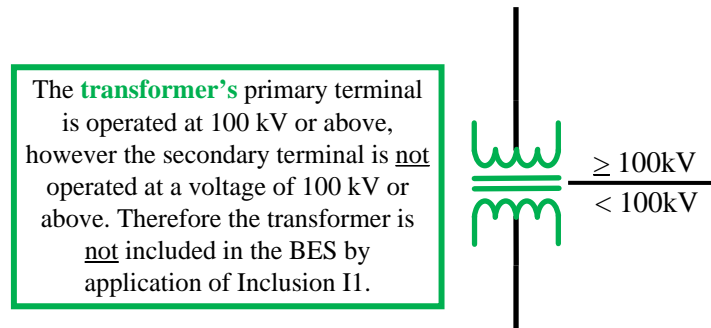 The transformer’s primary terminal
is operated at 100 kV or above,
however the secondary terminal is not
operated at a voltage of 100 kV or
above. Therefore the transformer is
not included in the BES by
application of Inclusion I1.
≥ 100kV
< 100kV